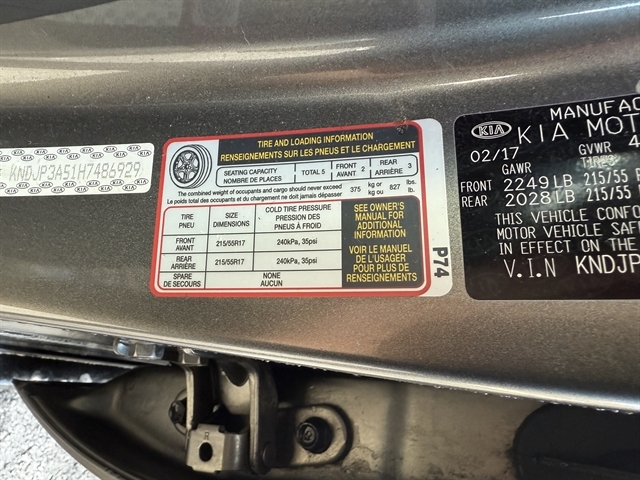 KNDJP3A51H7486929
TIRE AND LOADING INFORMATION
RENSEIGNEMENTS SUR LES PNEUS ET LE CHARGEMENT
SEATING CAPACITY
NOMBRE DE PLACES
TOTAL 5
FRONT
AVANT 2
REAR
ARRIÈRE 3
The combined weight of occupants and cargo should never exceed
Le poids total des occupants et du chargement ne doit jamais dépasser
375 kg or kg ou 827 lbs. lb.
TIRE
PNEU
SIZE
DIMENSIONS
COLD TIRE PRESSURE
PRESSION DES
PNEUS À FROID
FRONT
AVANT
215/55R17
240kPa, 35psi
REAR
ARRIÈRE
215/55R17
240kPa, 35psi
SPARE
DE SECOURS
NONE
AUCUN
SEE OWNER'S
MANUAL FOR
ADDITIONAL
INFORMATION
VOIR LE MANUEL
DE L'USAGER
POUR PLUS DE
RENSEIGNEMENTS
P74
MANUFAC
KIA KIA MOT
02/17 GVWR 4
GAWR
FRONT 2249LB 215/55
REAR 2028LB 215/55
THIS VEHICLE CONFO
MOTOR VEHICLE SAFE
IN EFFECT ON THE
V.I.N KNDJP